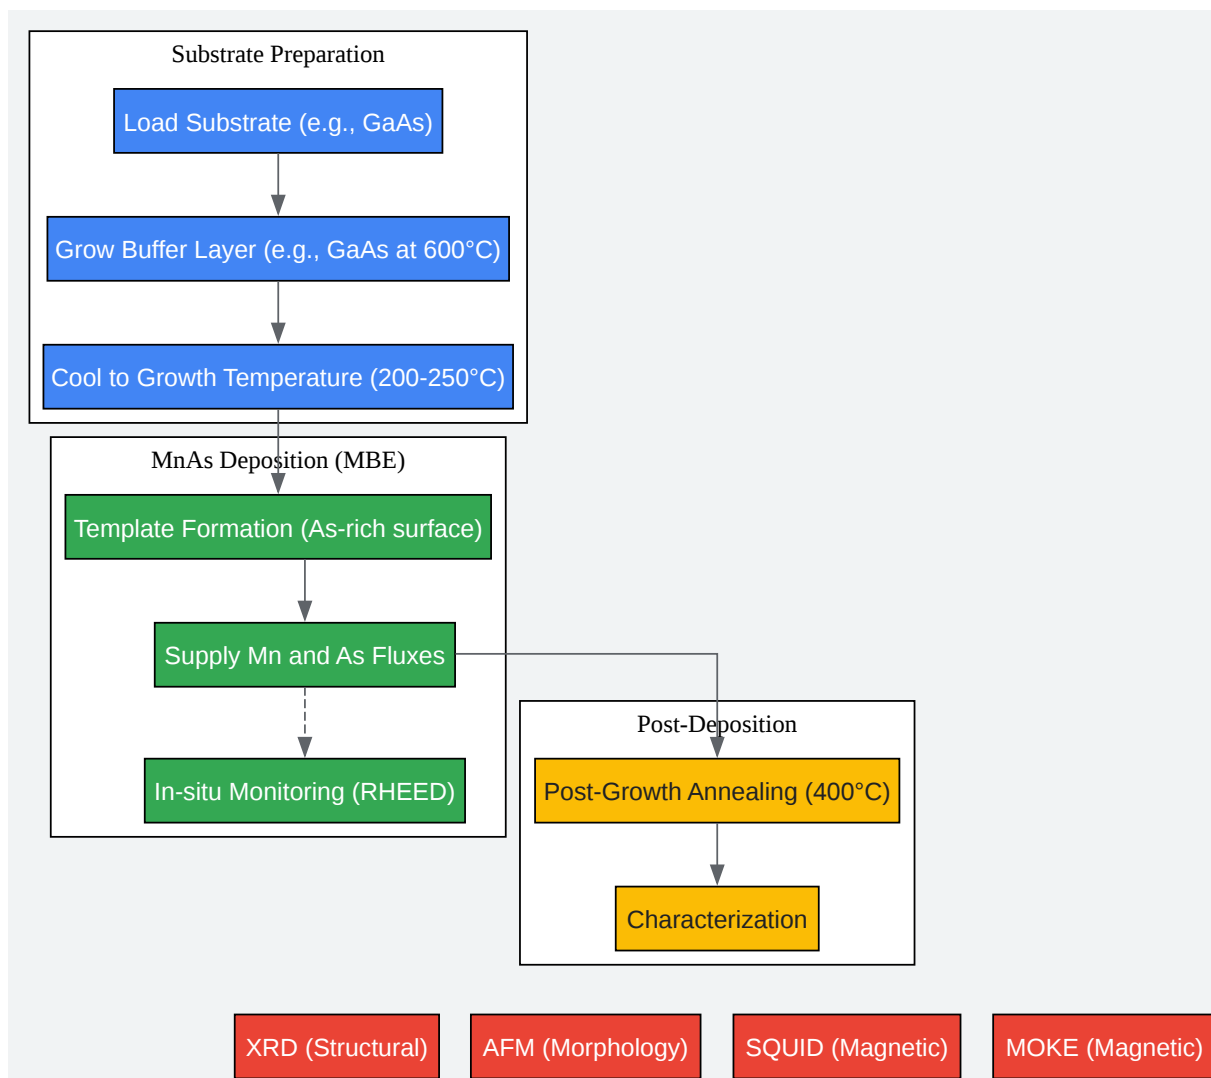 Substrate Preparation
Load Substrate (e.g., GaAs)
Grow Buffer Layer (e.g., GaAs at 600°C)
Cool to Growth Temperature (200-250°C)
MnAs Deposition (MBE)
Template Formation (As-rich surface)
Supply Mn and As Fluxes
In-situ Monitoring (RHEED)
Post-Deposition
Post-Growth Annealing (400°C)
Characterization
XRD (Structural)
AFM (Morphology)
SQUID (Magnetic)
MOKE (Magnetic)